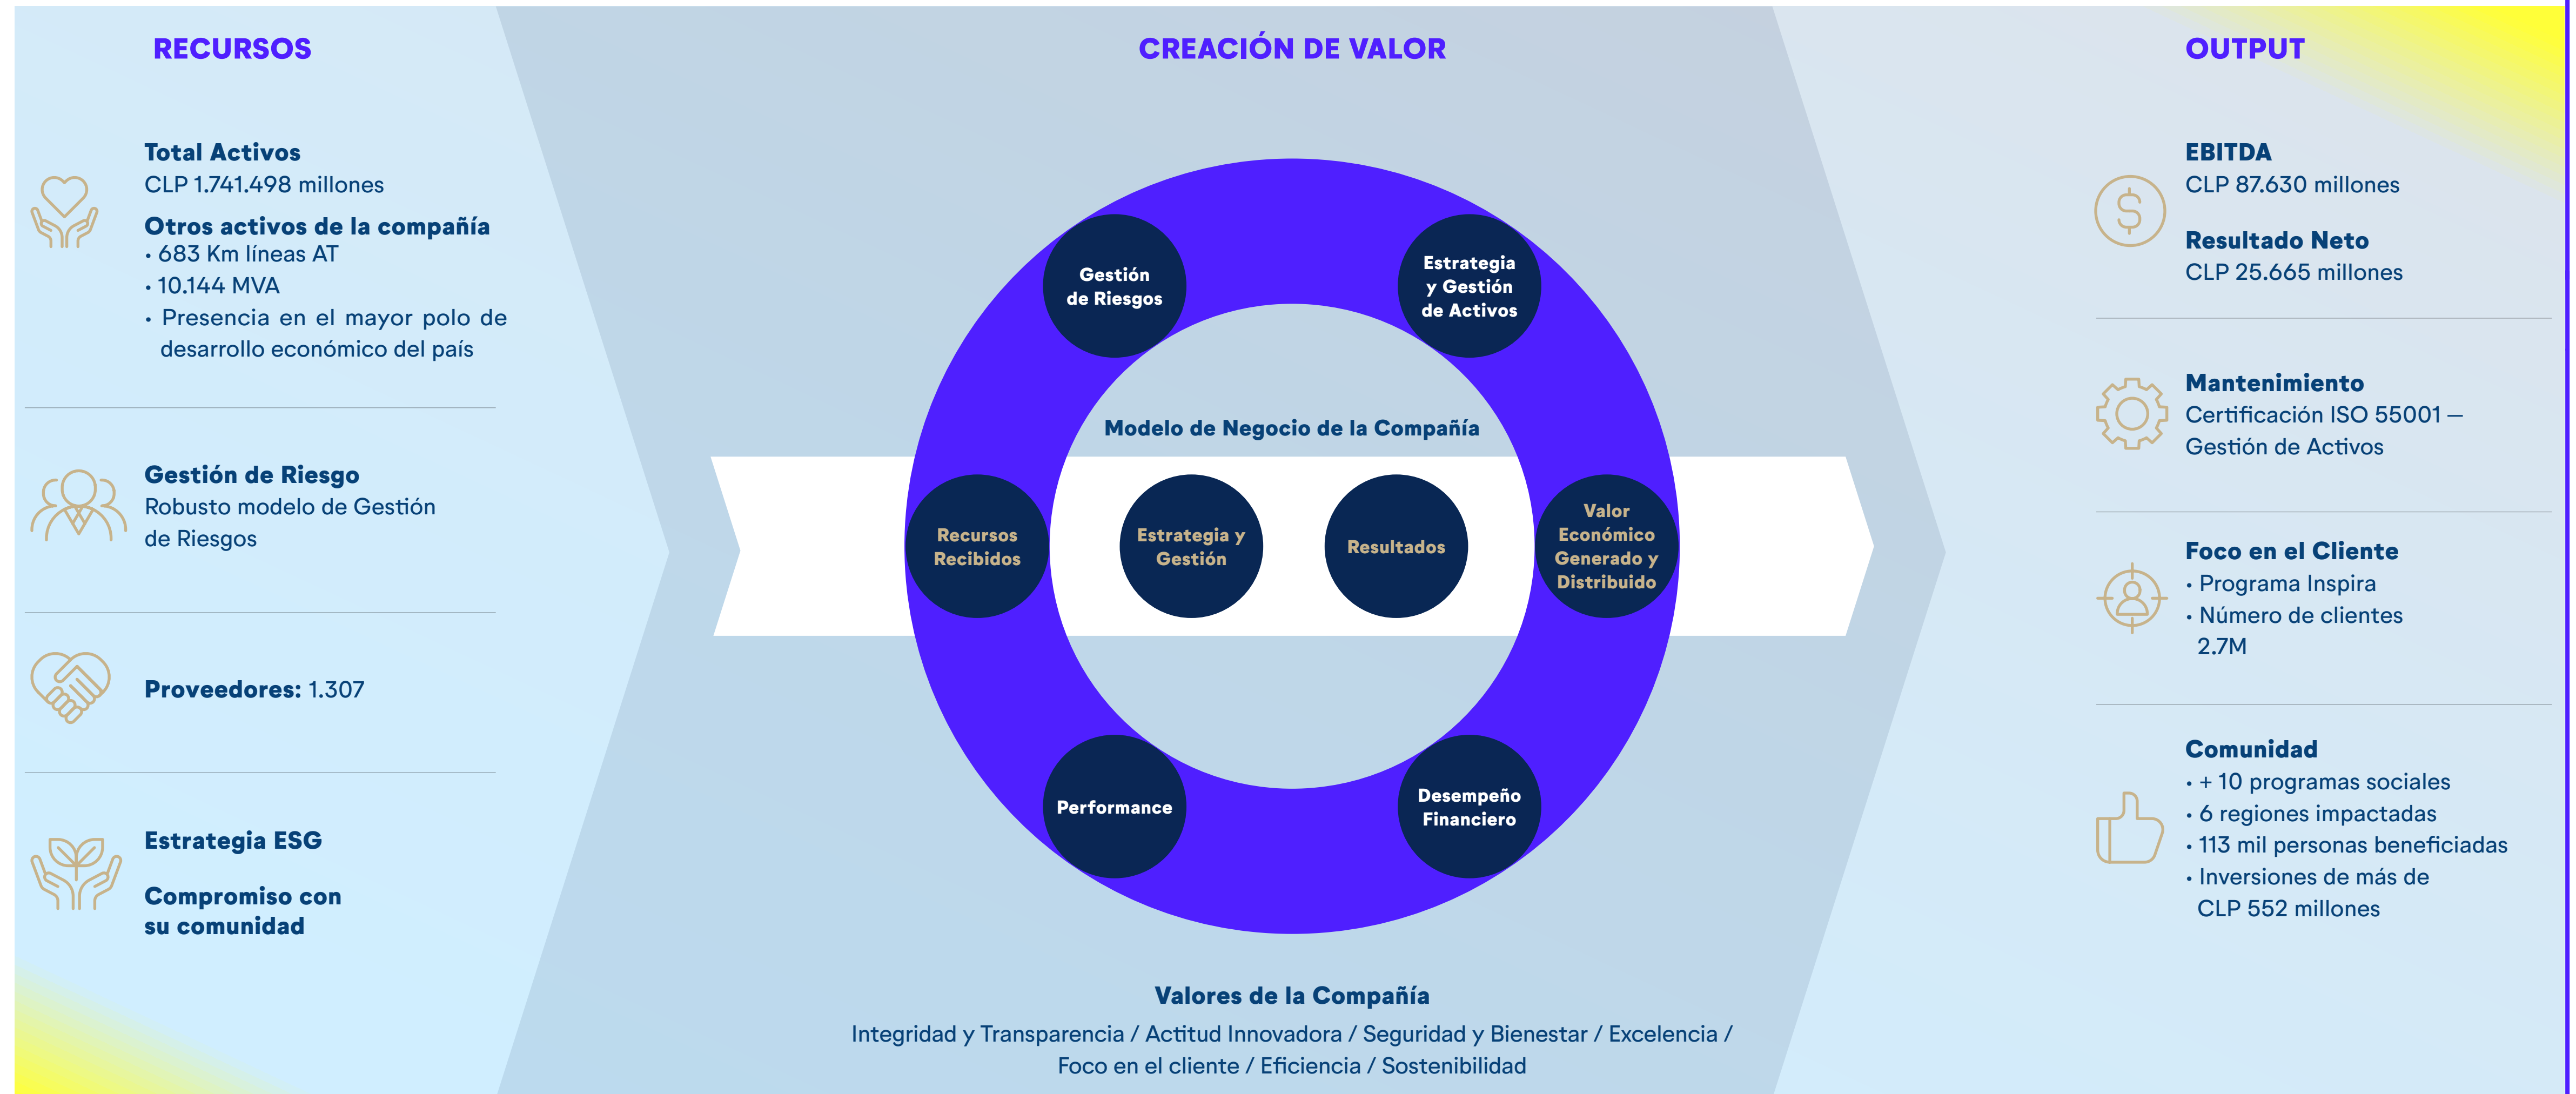 RECURSOS
Total Activos
CLP 1.741.498 millones
Otros activos de la compañía
• 683 Km líneas AT
• 10.144 MVA
• Presencia en el mayor polo de
desarrollo económico del país
Gestión de Riesgo
Robusto modelo de Gestión
de Riesgos
Proveedores: 1.307
Estrategia ESG
Compromiso con
su comunidad
CREACIÓN DE VALOR
Gestión
de Riesgos
Estrategia
y Gestión
de Activos
Modelo de Negocio de la Compañía
Recursos
Recibidos
Estrategia y
Gestión
Resultados
Valor
Económico
Generado y
Distribuido
Performance
Desempeño
Financiero
Valores de la Compañía
Integridad y Transparencia / Actitud Innovadora / Seguridad y Bienestar / Excelencia /
Foco en el cliente / Eficiencia / Sostenibilidad
OUTPUT
EBITDA
CLP 87.630 millones
Resultado Neto
CLP 25.665 millones
Mantenimiento
Certificación ISO 55001 —
Gestión de Activos
Foco en el Cliente
• Programa Inspira
• Número de clientes
2.7M
Comunidad
• + 10 programas sociales
• 6 regiones impactadas
• 113 mil personas beneficiadas
• Inversiones de más de
CLP 552 millones